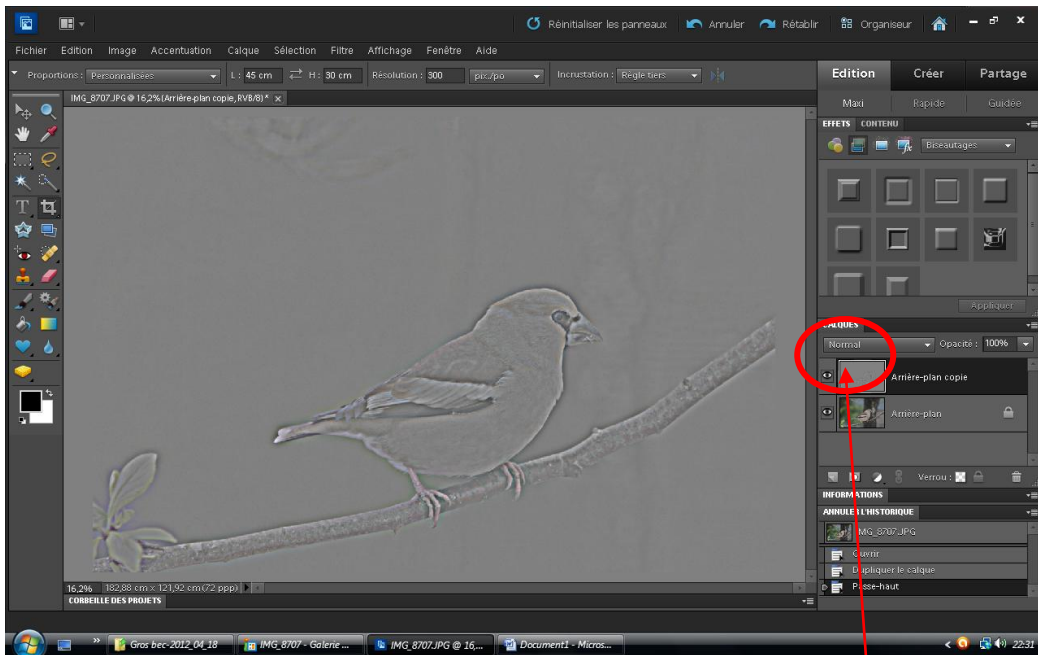 Réinitialiser les panneaux Annuler Rétablir Organiseur
Fichier Edition Image Accentuation Calque Sélection Filtre Affichage Fenêtre Aide
Proportions : Personnalisées L : 45 cm H : 30 cm Résolution : 300 pix./po Incrustation : Règle tiers
Edition Créer Partage
IMG_8707.JPG @ 16,2% (Arrière-plan copie, RVB/8) * x
Maxi Rapide Guidée
EFFETS CONTENU
Biseautages
Appliquer
CALQUES
Normal Opacité : 100%
Arrière-plan copie
Arrière-plan
Verrou :
INFORMATIONS
ANNULER L'HISTORIQUE
IMG_8707.JPG
Ouvrir
Dupliquer le calque
Passe-haut
16,2% 182,88 cm x 121,92 cm (72 ppp)
CORBEILLE DES PROJETS
Gros bec-2012_04_18 IMG_8707 - Galerie ... IMG_8707.JPG @ 16,... Document1 - Micros... 22:31